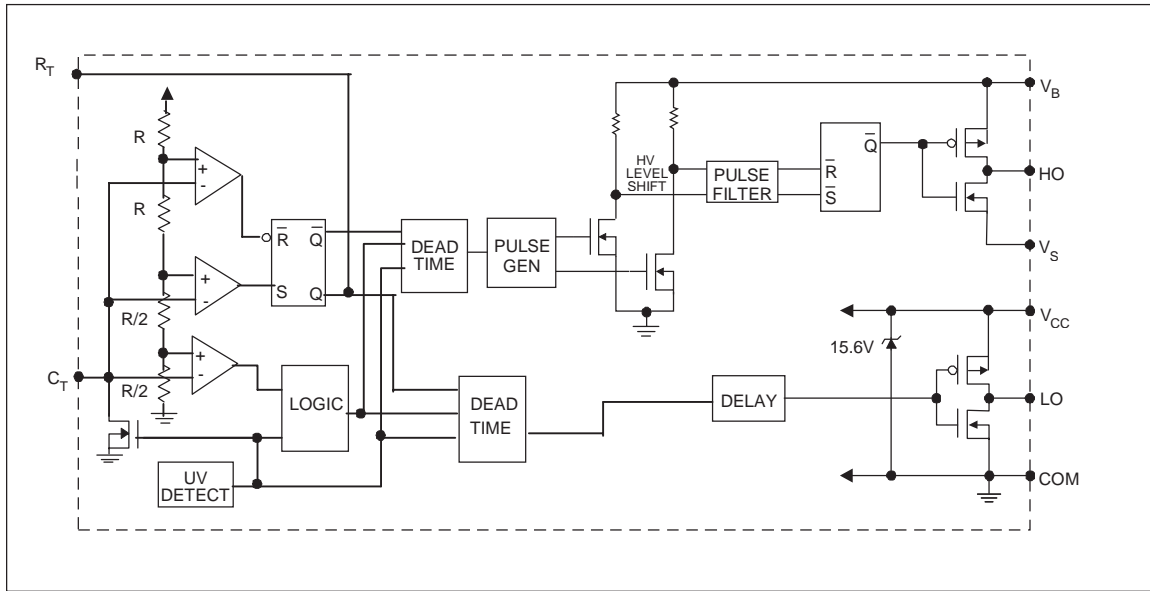 R_T
V_B
R
+
-
HV
LEVEL
SHIFT
PULSE
FILTER
R̅
S̅
Q̅
HO
R
R̅
Q̅
S
Q
DEAD
TIME
PULSE
GEN
V_S
+
-
R/2
V_CC
15.6V
+
-
R/2
C_T
LOGIC
DEAD
TIME
DELAY
LO
UV
DETECT
COM